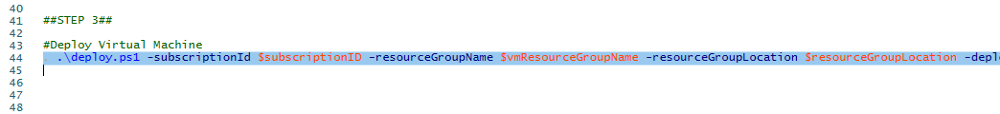 40
41 ##STEP 3##
42
43 #Deploy Virtual Machine
44 .\deploy.ps1 -subscriptionId $subscriptionID -resourceGroupName $vmResourceGroupName -resourceGroupLocation $resourceGroupLocation -depl
45
46
47
48